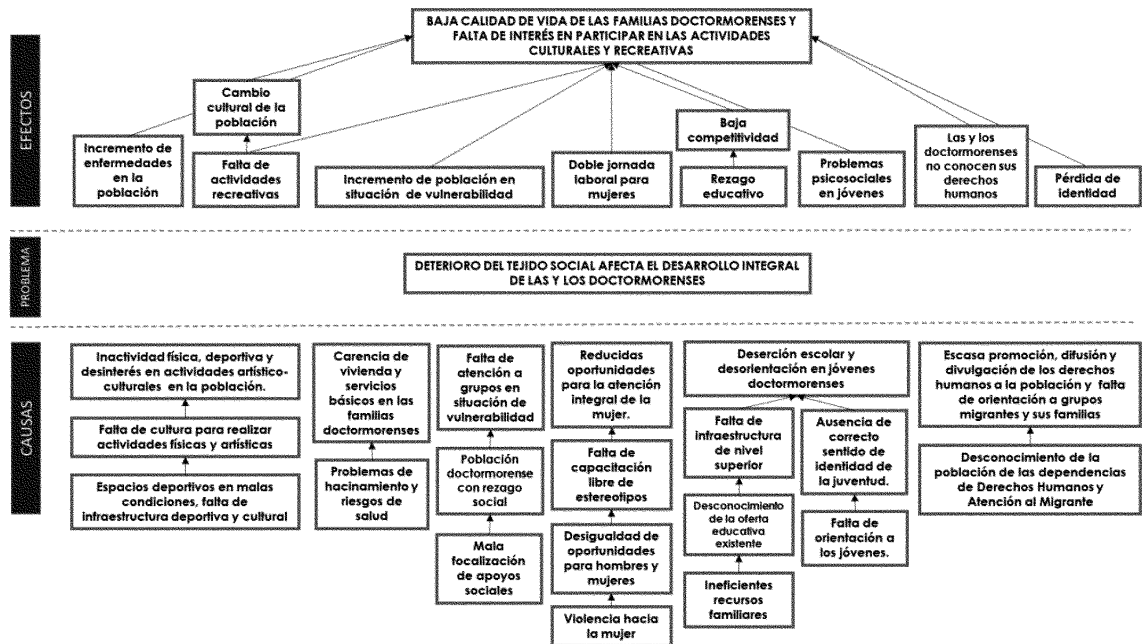 EFECTOS
BAJA CALIDAD DE VIDA DE LAS FAMILIAS DOCTORMORENSES Y
FALTA DE INTERÉS EN PARTICIPAR EN LAS ACTIVIDADES
CULTURALES Y RECREATIVAS
Cambio
cultural de la
población
Baja
competitividad
Incremento de
enfermedades
en la
población
Falta de
actividades
recreativas
Incremento de población en
situación de vulnerabilidad
Doble jornada
laboral para
mujeres
Rezago
educativo
Problemas
psicosociales
en jóvenes
Las y los
doctormorenses
no conocen sus
derechos
humanos
Pérdida de
identidad
PROBLEMA
DETERIORO DEL TEJIDO SOCIAL AFECTA EL DESARROLLO INTEGRAL
DE LAS Y LOS DOCTORMORENSES
CAUSAS
Inactividad física, deportiva y
desinterés en actividades artístico-
culturales en la población.
Falta de cultura para realizar
actividades físicas y artísticas
Espacios deportivos en malas
condiciones, falta de
infraestructura deportiva y cultural
Carencia de
vivienda y
servicios
básicos en las
familias
doctormorenses
Problemas de
hacinamiento y
riesgos de
salud
Falta de
atención a
grupos en
situación de
vulnerabilidad
Población
doctormorense
con rezago
social
Mala
focalización
de apoyos
sociales
Reducidas
oportunidades
para la atención
integral de la
mujer.
Falta de
capacitación
libre de
estereotipos
Desigualdad de
oportunidades
para hombres y
mujeres
Violencia hacia
la mujer
Deserción escolar y
desorientación en jóvenes
doctormorenses
Falta de
infraestructura
de nivel
superior
Desconocimiento
de la oferta
educativa
existente
Ineficientes
recursos
familiares
Ausencia de
correcto
sentido de
identidad de
la juventud.
Falta de
orientación a
los jóvenes.
Escasa promoción, difusión y
divulgación de los derechos
humanos a la población y falta
de orientación a grupos
migrantes y sus familias
Desconocimiento de la
población de las dependencias
de Derechos Humanos y
Atención al Migrante